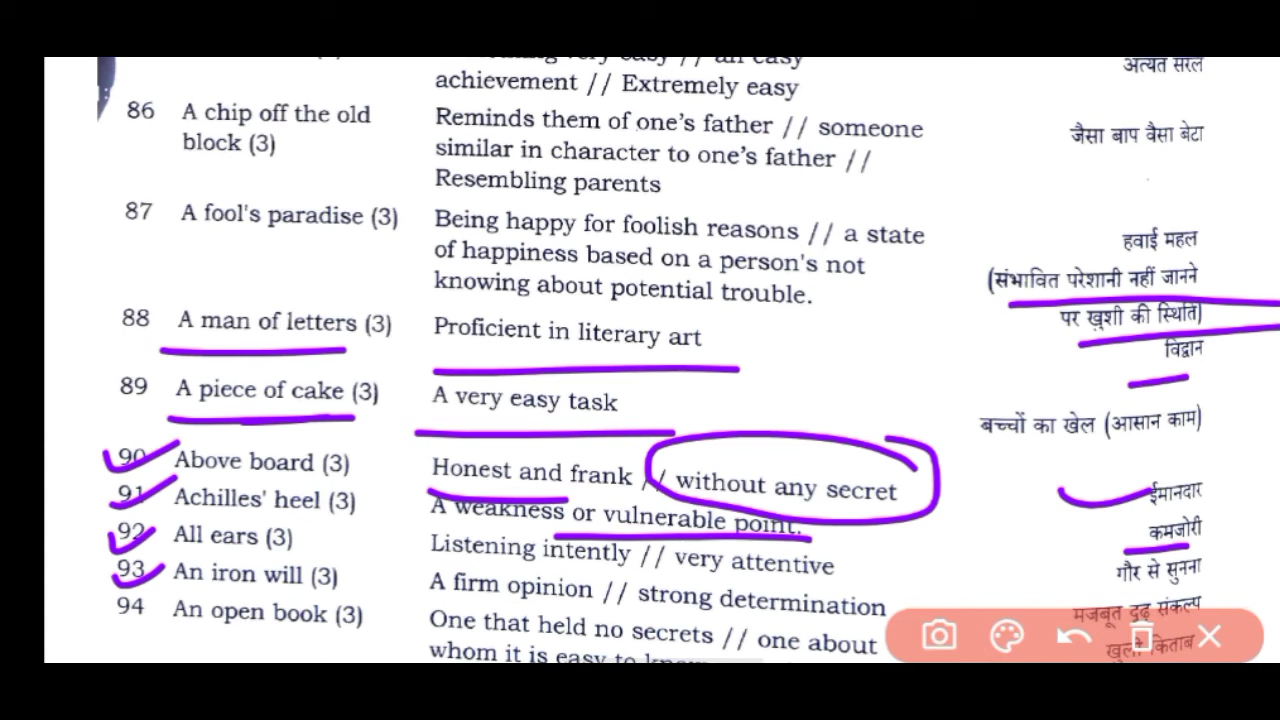 achievement // Extremely easy
अत्यंत सरल
86 A chip off the old block (3)
Reminds them of one's father // someone
similar in character to one's father //
Resembling parents
जैसा बाप वैसा बेटा
87 A fool's paradise (3)
Being happy for foolish reasons // a state
of happiness based on a person's not
knowing about potential trouble.
हवाई महल
(संभावित परेशानी नहीं जानने
पर खुशी की स्थिति)
88 A man of letters (3) Proficient in literary art
विद्वान
89 A piece of cake (3) A very easy task
बच्चों का खेल (आसान काम)
90 Above board (3) Honest and frank // without any secret
ईमानदार
91 Achilles' heel (3) A weakness or vulnerable point.
कमजोरी
92 All ears (3) Listening intently // very attentive
गौर से सुनना
93 An iron will (3) A firm opinion // strong determination
मजबूत दृढ़ संकल्प
94 An open book (3) One that held no secrets // one about
whom it is easy to
खुली किताब